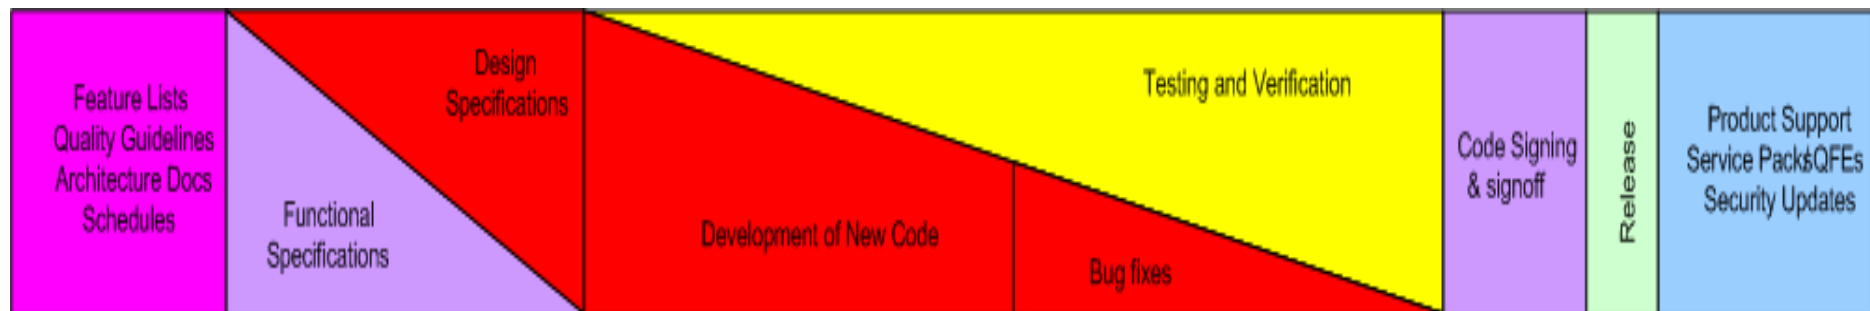 Feature Lists
Quality Guidelines
Architecture Docs
Schedules
Functional
Specifications
Design
Specifications
Development of New Code
Bug fixes
Testing and Verification
Code Signing
& signoff
Release
Product Support
Service Packs/QFEs
Security Updates